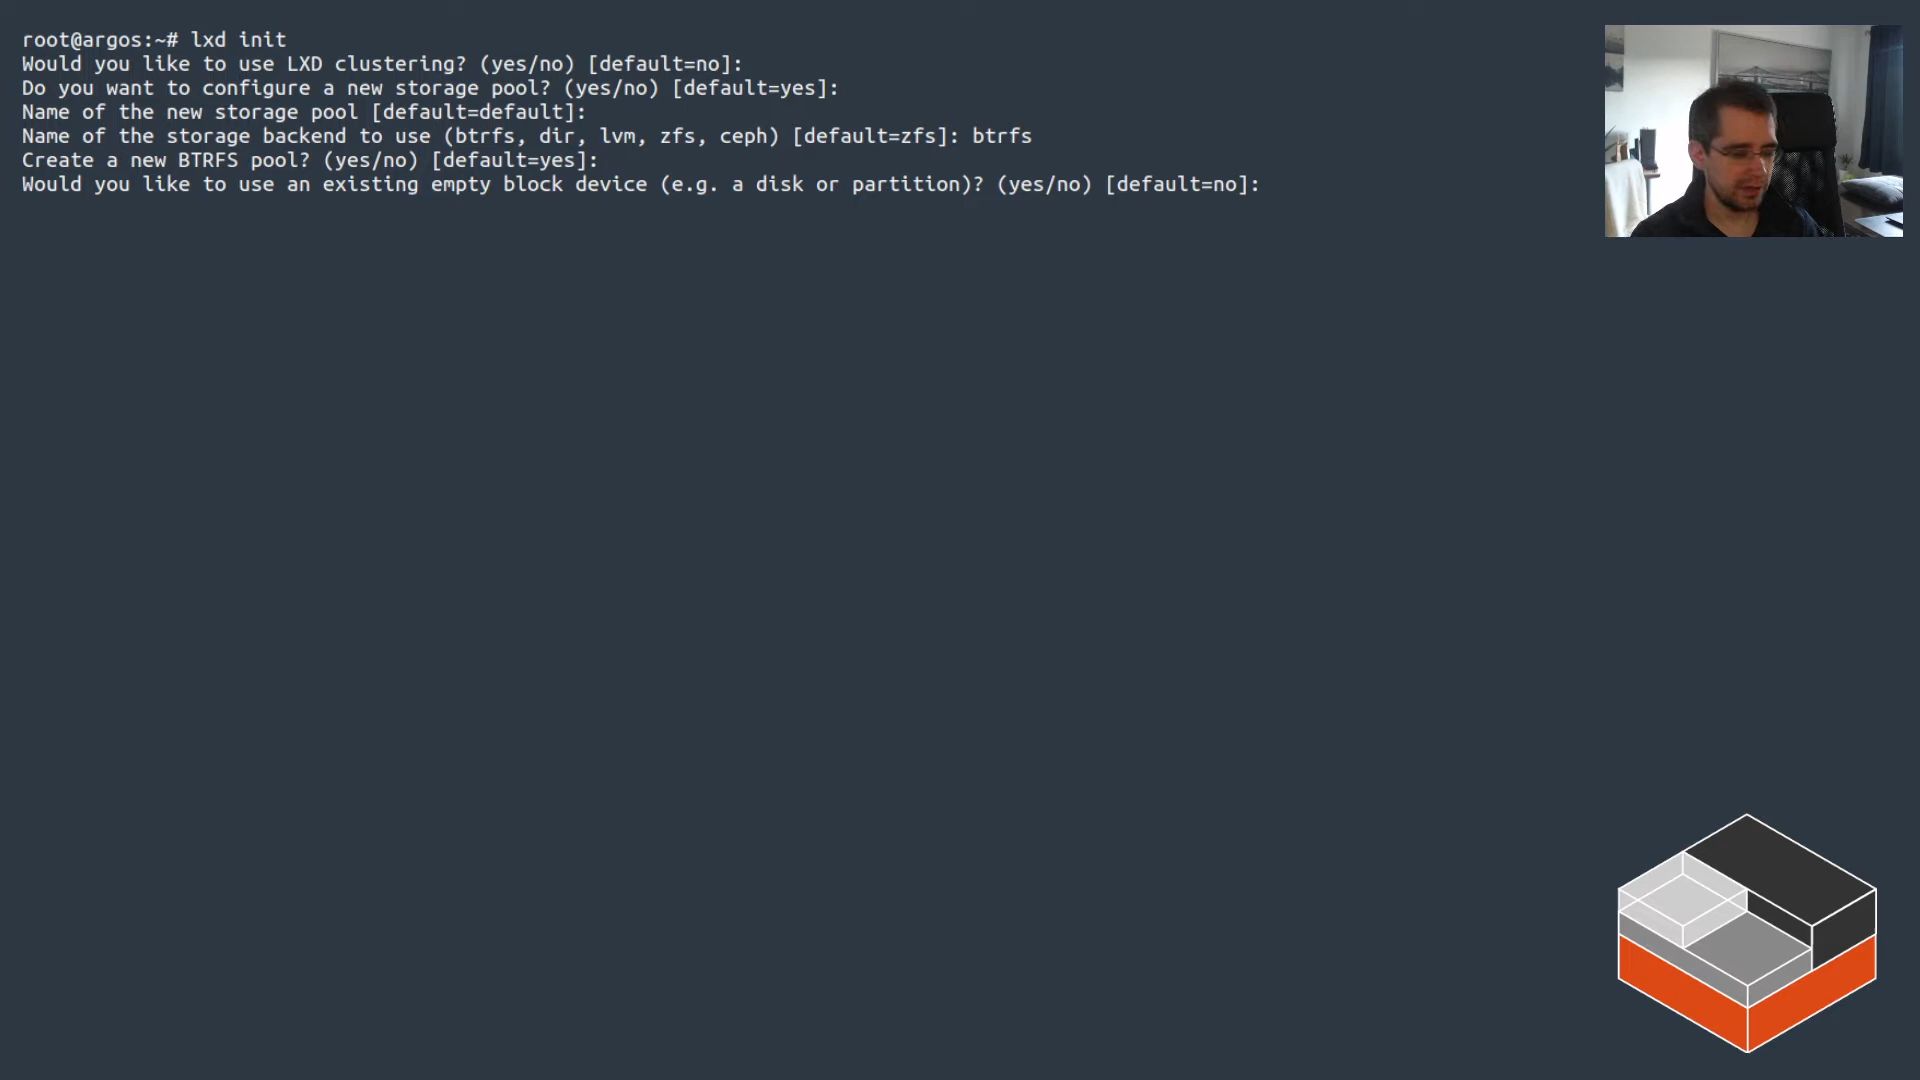 root@argos:~# lxd init
Would you like to use LXD clustering? (yes/no) [default=no]:
Do you want to configure a new storage pool? (yes/no) [default=yes]:
Name of the new storage pool [default=default]:
Name of the storage backend to use (btrfs, dir, lvm, zfs, ceph) [default=zfs]: btrfs
Create a new BTRFS pool? (yes/no) [default=yes]:
Would you like to use an existing empty block device (e.g. a disk or partition)? (yes/no) [default=no]: